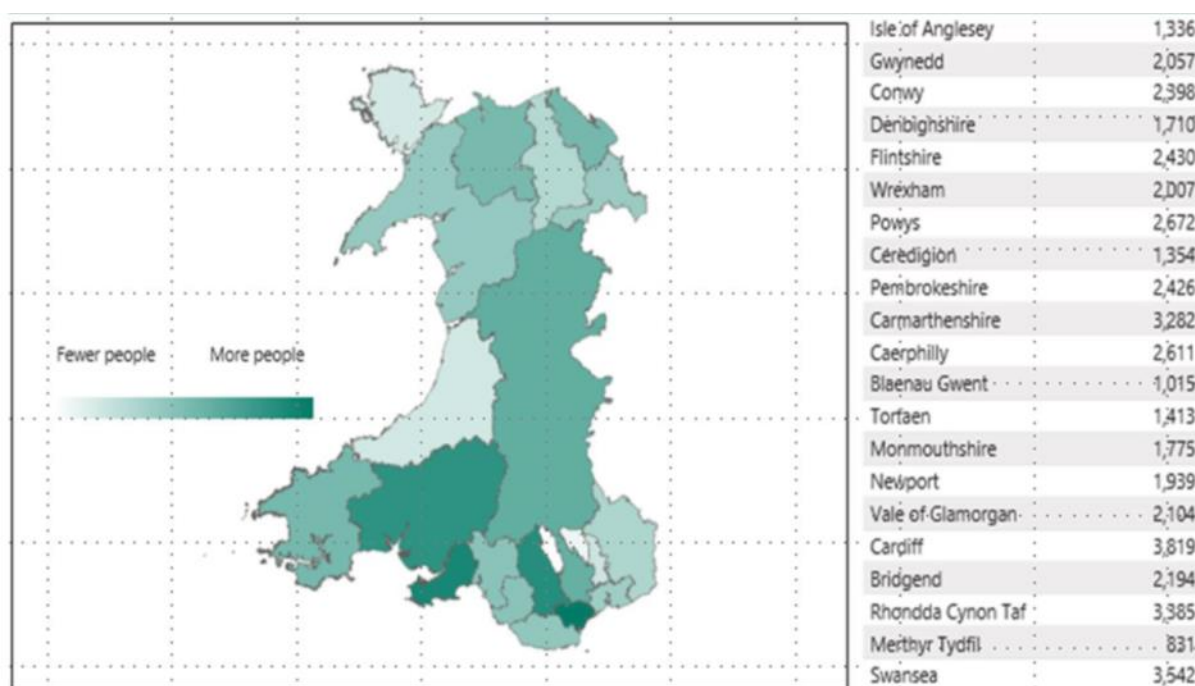 Fewer people More people
Isle of Anglesey 1,336
Gwynedd 2,057
Conwy 2,398
Denbighshire 1,710
Flintshire 2,430
Wrexham 2,007
Powys 2,672
Ceredigion 1,354
Pembrokeshire 2,426
Carmarthenshire 3,282
Caerphilly 2,611
Blaenau Gwent 1,015
Torfaen 1,413
Monmouthshire 1,775
Newport 1,939
Vale of Glamorgan 2,104
Cardiff 3,819
Bridgend 2,194
Rhondda Cynon Taf 3,385
Merthyr Tydfil 831
Swansea 3,542